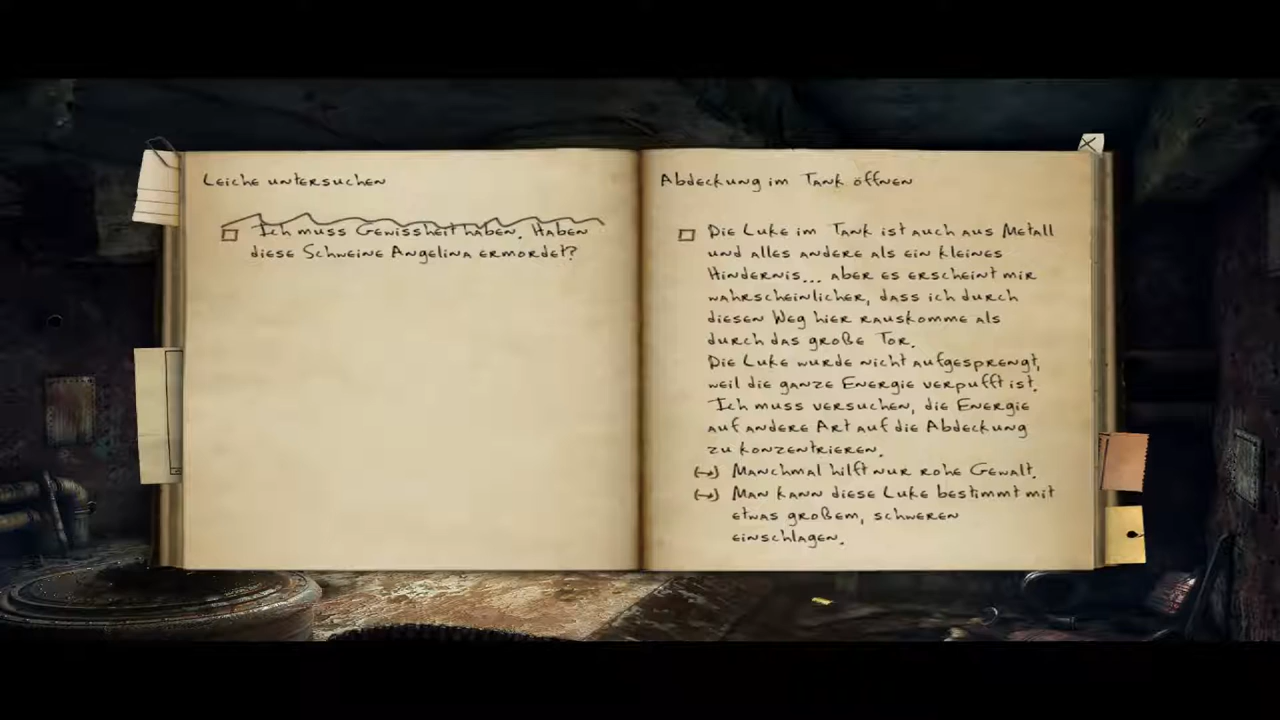 Leiche untersuchen
Ich muss Gewissheit haben. Haben
diese Schweine Angelina ermordet?
Abdeckung im Tank öffnen
Die Luke im Tank ist auch aus Metall
und alles andere als ein kleines
Hindernis... aber es erscheint mir
wahrscheinlicher, dass ich durch
diesen Weg hier rauskomme als
durch das große Tor.
Die Luke wurde nicht aufgesprengt,
weil die ganze Energie verpufft ist.
Ich muss versuchen, die Energie
auf andere Art auf die Abdeckung
zu konzentrieren.
(→) Manchmal hilft nur rohe Gewalt.
(→) Man kann diese Luke bestimmt mit
etwas großem, schweren
einschlagen.